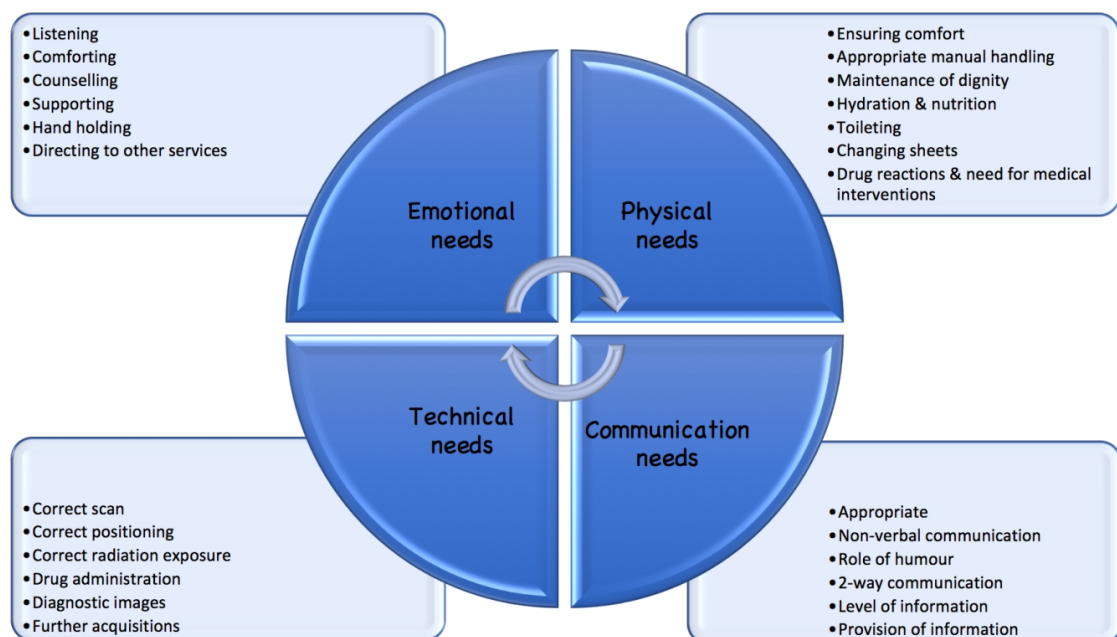 • Listening
• Comforting
• Counselling
• Supporting
• Hand holding
• Directing to other services
• Ensuring comfort
• Appropriate manual handling
• Maintenance of dignity
• Hydration & nutrition
• Toileting
• Changing sheets
• Drug reactions & need for medical
interventions
Emotional
needs
Physical
needs
Technical
needs
Communication
needs
• Correct scan
• Correct positioning
• Correct radiation exposure
• Drug administration
• Diagnostic images
• Further acquisitions
• Appropriate
• Non-verbal communication
• Role of humour
• 2-way communication
• Level of information
• Provision of information